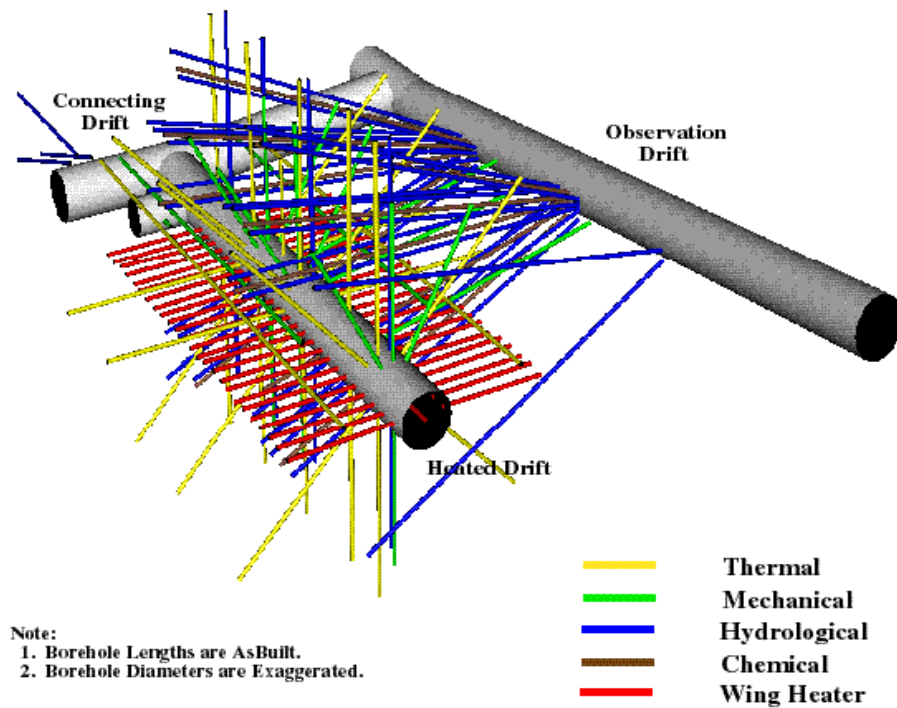 Connecting
Drift
Observation
Drift
Heated Drift
Thermal
Mechanical
Hydrological
Chemical
Wing Heater
Note:
1. Borehole Lengths are AsBuilt.
2. Borehole Diameters are Exaggerated.